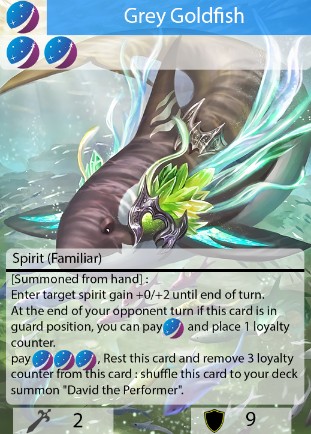 Grey Goldfish
Spirit (Familiar)
[Summoned from hand] :
Enter target spirit gain +0/+2 until end of turn.
At the end of your opponent turn if this card is in
guard position, you can pay and place 1 loyalty
counter.
pay , Rest this card and remove 3 loyalty
counter from this card : shuffle this card to your deck
summon "David the Performer".
2 9